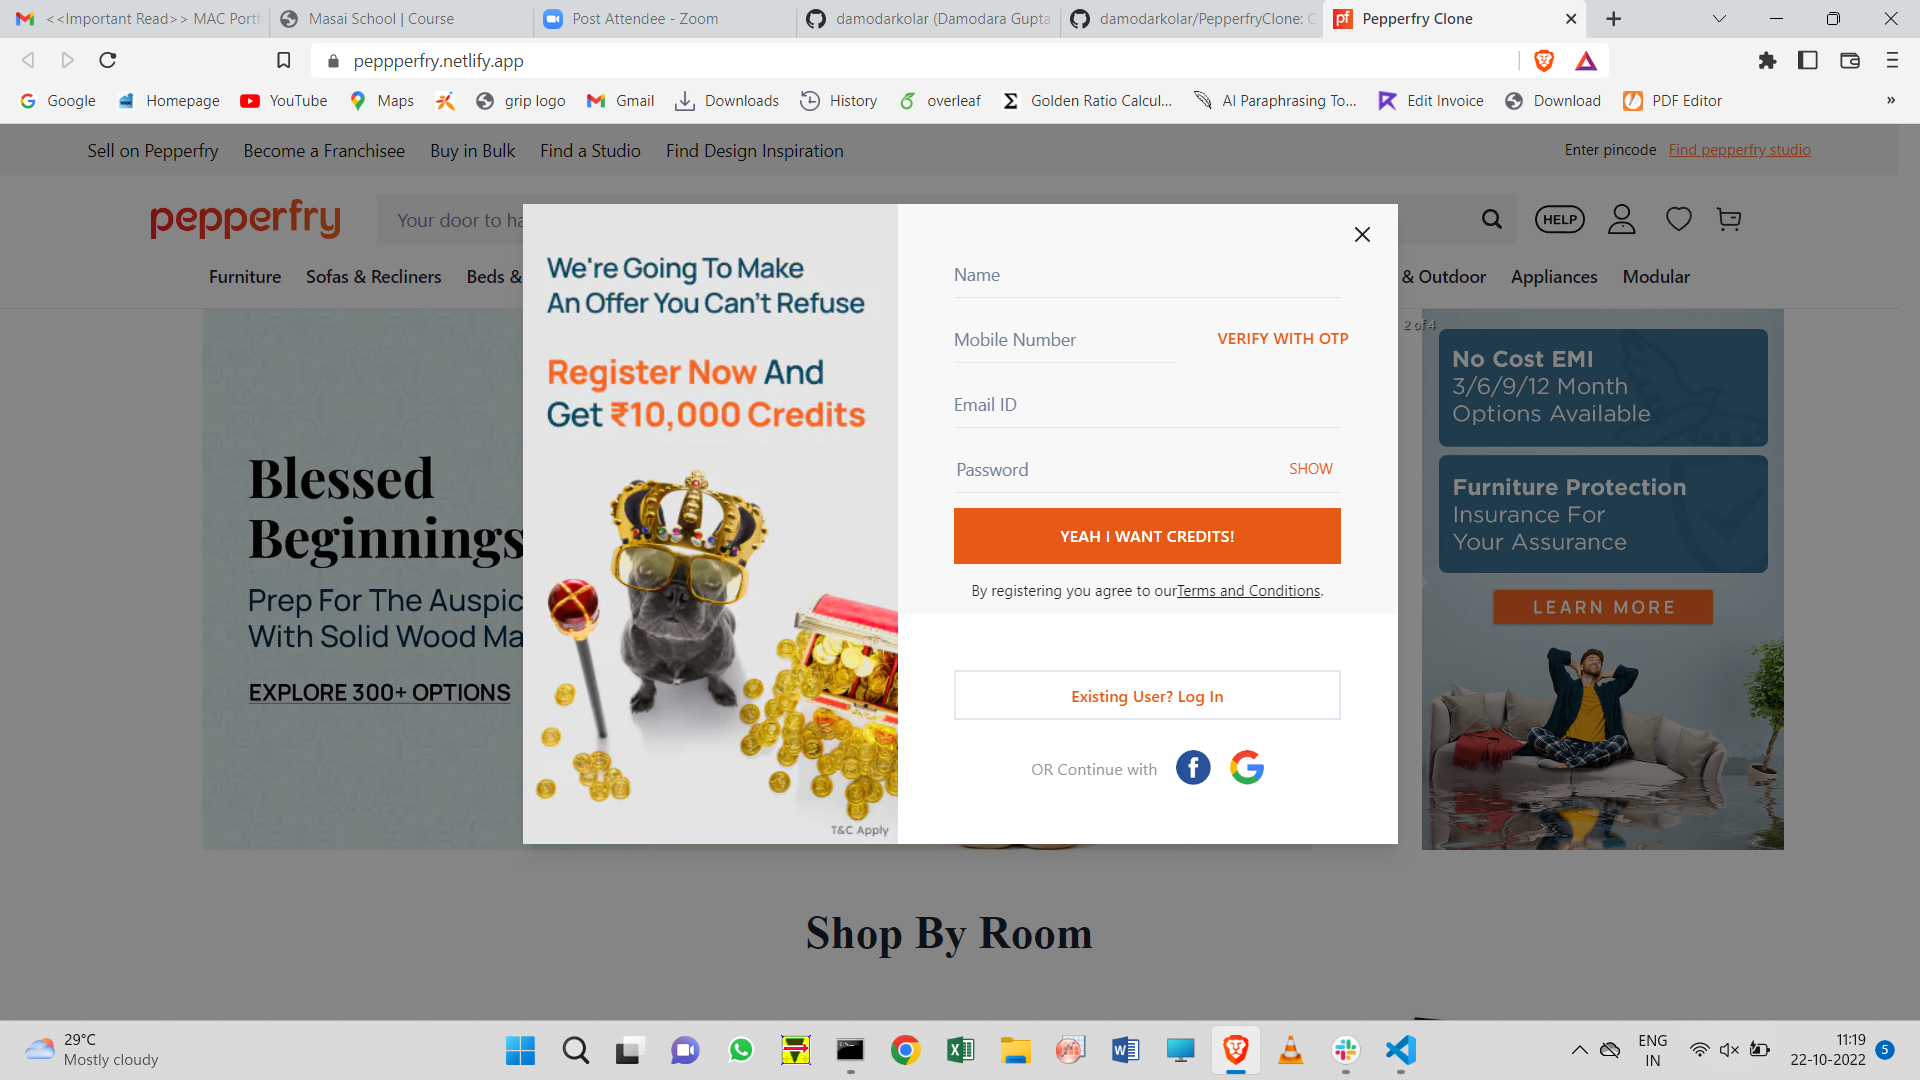 <<Important Read>> MAC Portf
Masai School | Course
Post Attendee - Zoom
damodarkolar (Damodara Gupta
damodarkolar/PepperfryClone: C
Pepperfry Clone
peppperfry.netlify.app
Google
Homepage
YouTube
Maps
grip logo
Gmail
Downloads
History
overleaf
Golden Ratio Calcul...
AI Paraphrasing To...
Edit Invoice
Download
PDF Editor
»
Sell on Pepperfry
Become a Franchisee
Buy in Bulk
Find a Studio
Find Design Inspiration
Enter pincode
Find pepperfry studio
pepperfry
Your door to ha
HELP
Furniture
Sofas & Recliners
Beds &
& Outdoor
Appliances
Modular
We're Going To Make
An Offer You Can't Refuse
Register Now And
Get ₹10,000 Credits
T&C Apply
Name
Mobile Number
VERIFY WITH OTP
Email ID
Password
SHOW
YEAH I WANT CREDITS!
By registering you agree to ourTerms and Conditions.
Existing User? Log In
OR Continue with
Blessed
Beginnings
Prep For The Auspic
With Solid Wood Ma
EXPLORE 300+ OPTIONS
2 of 4
No Cost EMI
3/6/9/12 Month
Options Available
Furniture Protection
Insurance For
Your Assurance
LEARN MORE
Shop By Room
29°C
Mostly cloudy
ENG
IN
11:19
22-10-2022
5